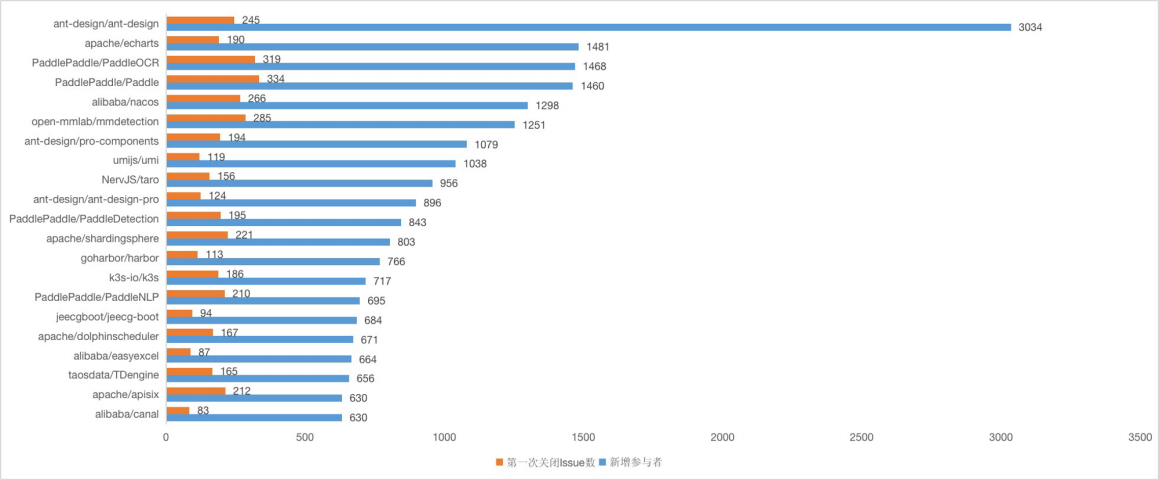 ant-design/ant-design 245 3034
apache/echarts 190 1481
PaddlePaddle/PaddleOCR 319 1468
PaddlePaddle/Paddle 334 1460
alibaba/nacos 266 1298
open-mmlab/mmdetection 285 1251
ant-design/pro-components 194 1079
umijs/umi 119 1038
NervJS/taro 156 956
ant-design/ant-design-pro 124 896
PaddlePaddle/PaddleDetection 195 843
apache/shardingsphere 221 803
goharbor/harbor 113 766
k3s-io/k3s 186 717
PaddlePaddle/PaddleNLP 210 695
jeecgboot/jeecg-boot 94 684
apache/dolphinscheduler 167 671
alibaba/easyexcel 87 664
taosdata/TDengine 165 656
apache/apisix 212 630
alibaba/canal 83 630
0 500 1000 1500 2000 2500 3000 3500
第一次关闭Issue数 新增参与者